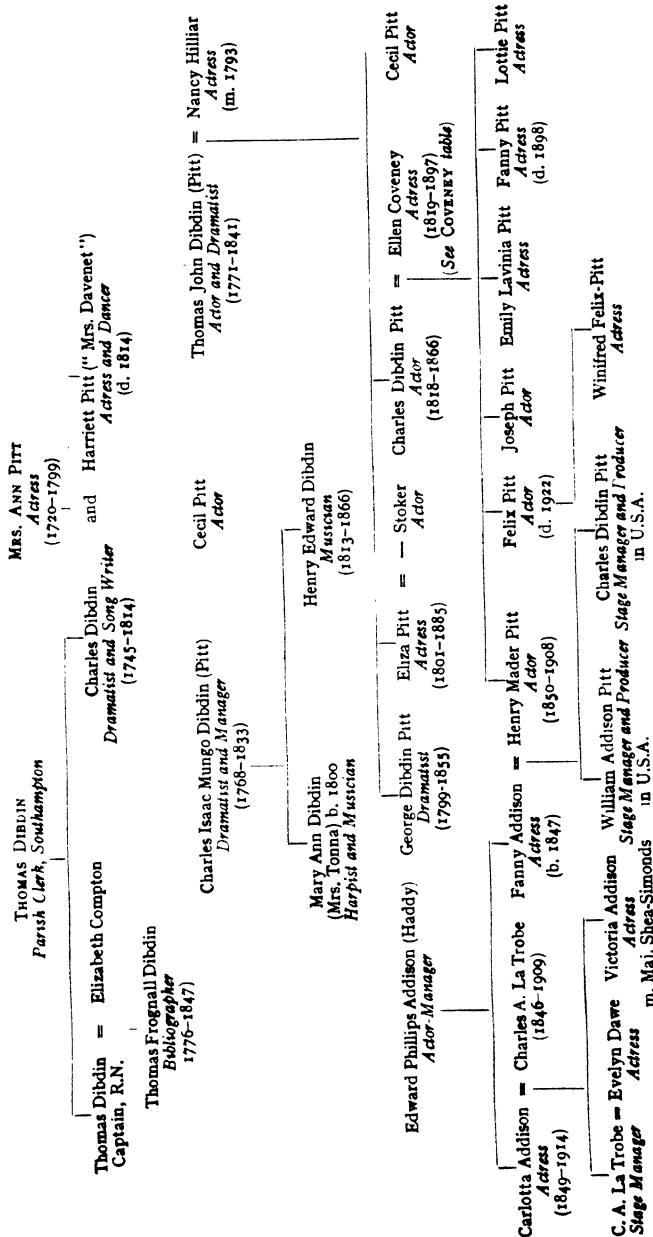 THOMAS DIBDIN
Parish Clerk, Southampton
MRS. ANN PITT
Actress
(1720-1799)
Thomas Dibdin = Elizabeth Compton
Captain, R.N.
Charles Dibdin
Dramatist and Song Writer
(1745-1814)
and Harriett Pitt ("Mrs. Davenet")
Actress and Dancer
(d. 1814)
Thomas Frognall Dibdin
Bibliographer
1776-1847)
Charles Isaac Mungo Dibdin (Pitt)
Dramatist and Manager
(1768-1833)
Cecil Pitt
Actor
Thomas John Dibdin (Pitt) = Nancy Hilliar
Actor and Dramatist
(1771-1841)
Actress
(m. 1793)
Mary Ann Dibdin
(Mrs. Tonna) b. 1800
Harpist and Musician
Henry Edward Dibdin
Musician
(1813-1866)
Edward Phillips Addison (Haddy)
Actor-Manager
George Dibdin Pitt
Dramatist
(1799-1855)
Eliza Pitt = — Stoker
Actress
(1801-1885)
Actor
Charles Dibdin Pitt = Ellen Coveney
Actor
(1818-1866)
Actress
(1819-1897)
(See COVENEY table)
Cecil Pitt
Actor
Carlotta Addison = Charles A. La Trobe
Actress
(1849-1914)
(1846-1909)
Fanny Addison = Henry Mader Pitt
Actress
(b. 1847)
Actor
(1850-1908)
Felix Pitt
Actor
(d. 1922)
Joseph Pitt
Actor
Emily Lavinia Pitt
Actress
Fanny Pitt
Actress
(d. 1898)
Lottie Pitt
Actress
C. A. La Trobe = Evelyn Dawe
Stage Manager
Actress
Victoria Addison
Actress
m. Maj. Shea-Simonds
William Addison Pitt
Stage Manager and Producer
in U.S.A.
Charles Dibdin Pitt
Stage Manager and Producer
in U.S.A.
Winifred Felix-Pitt
Actress